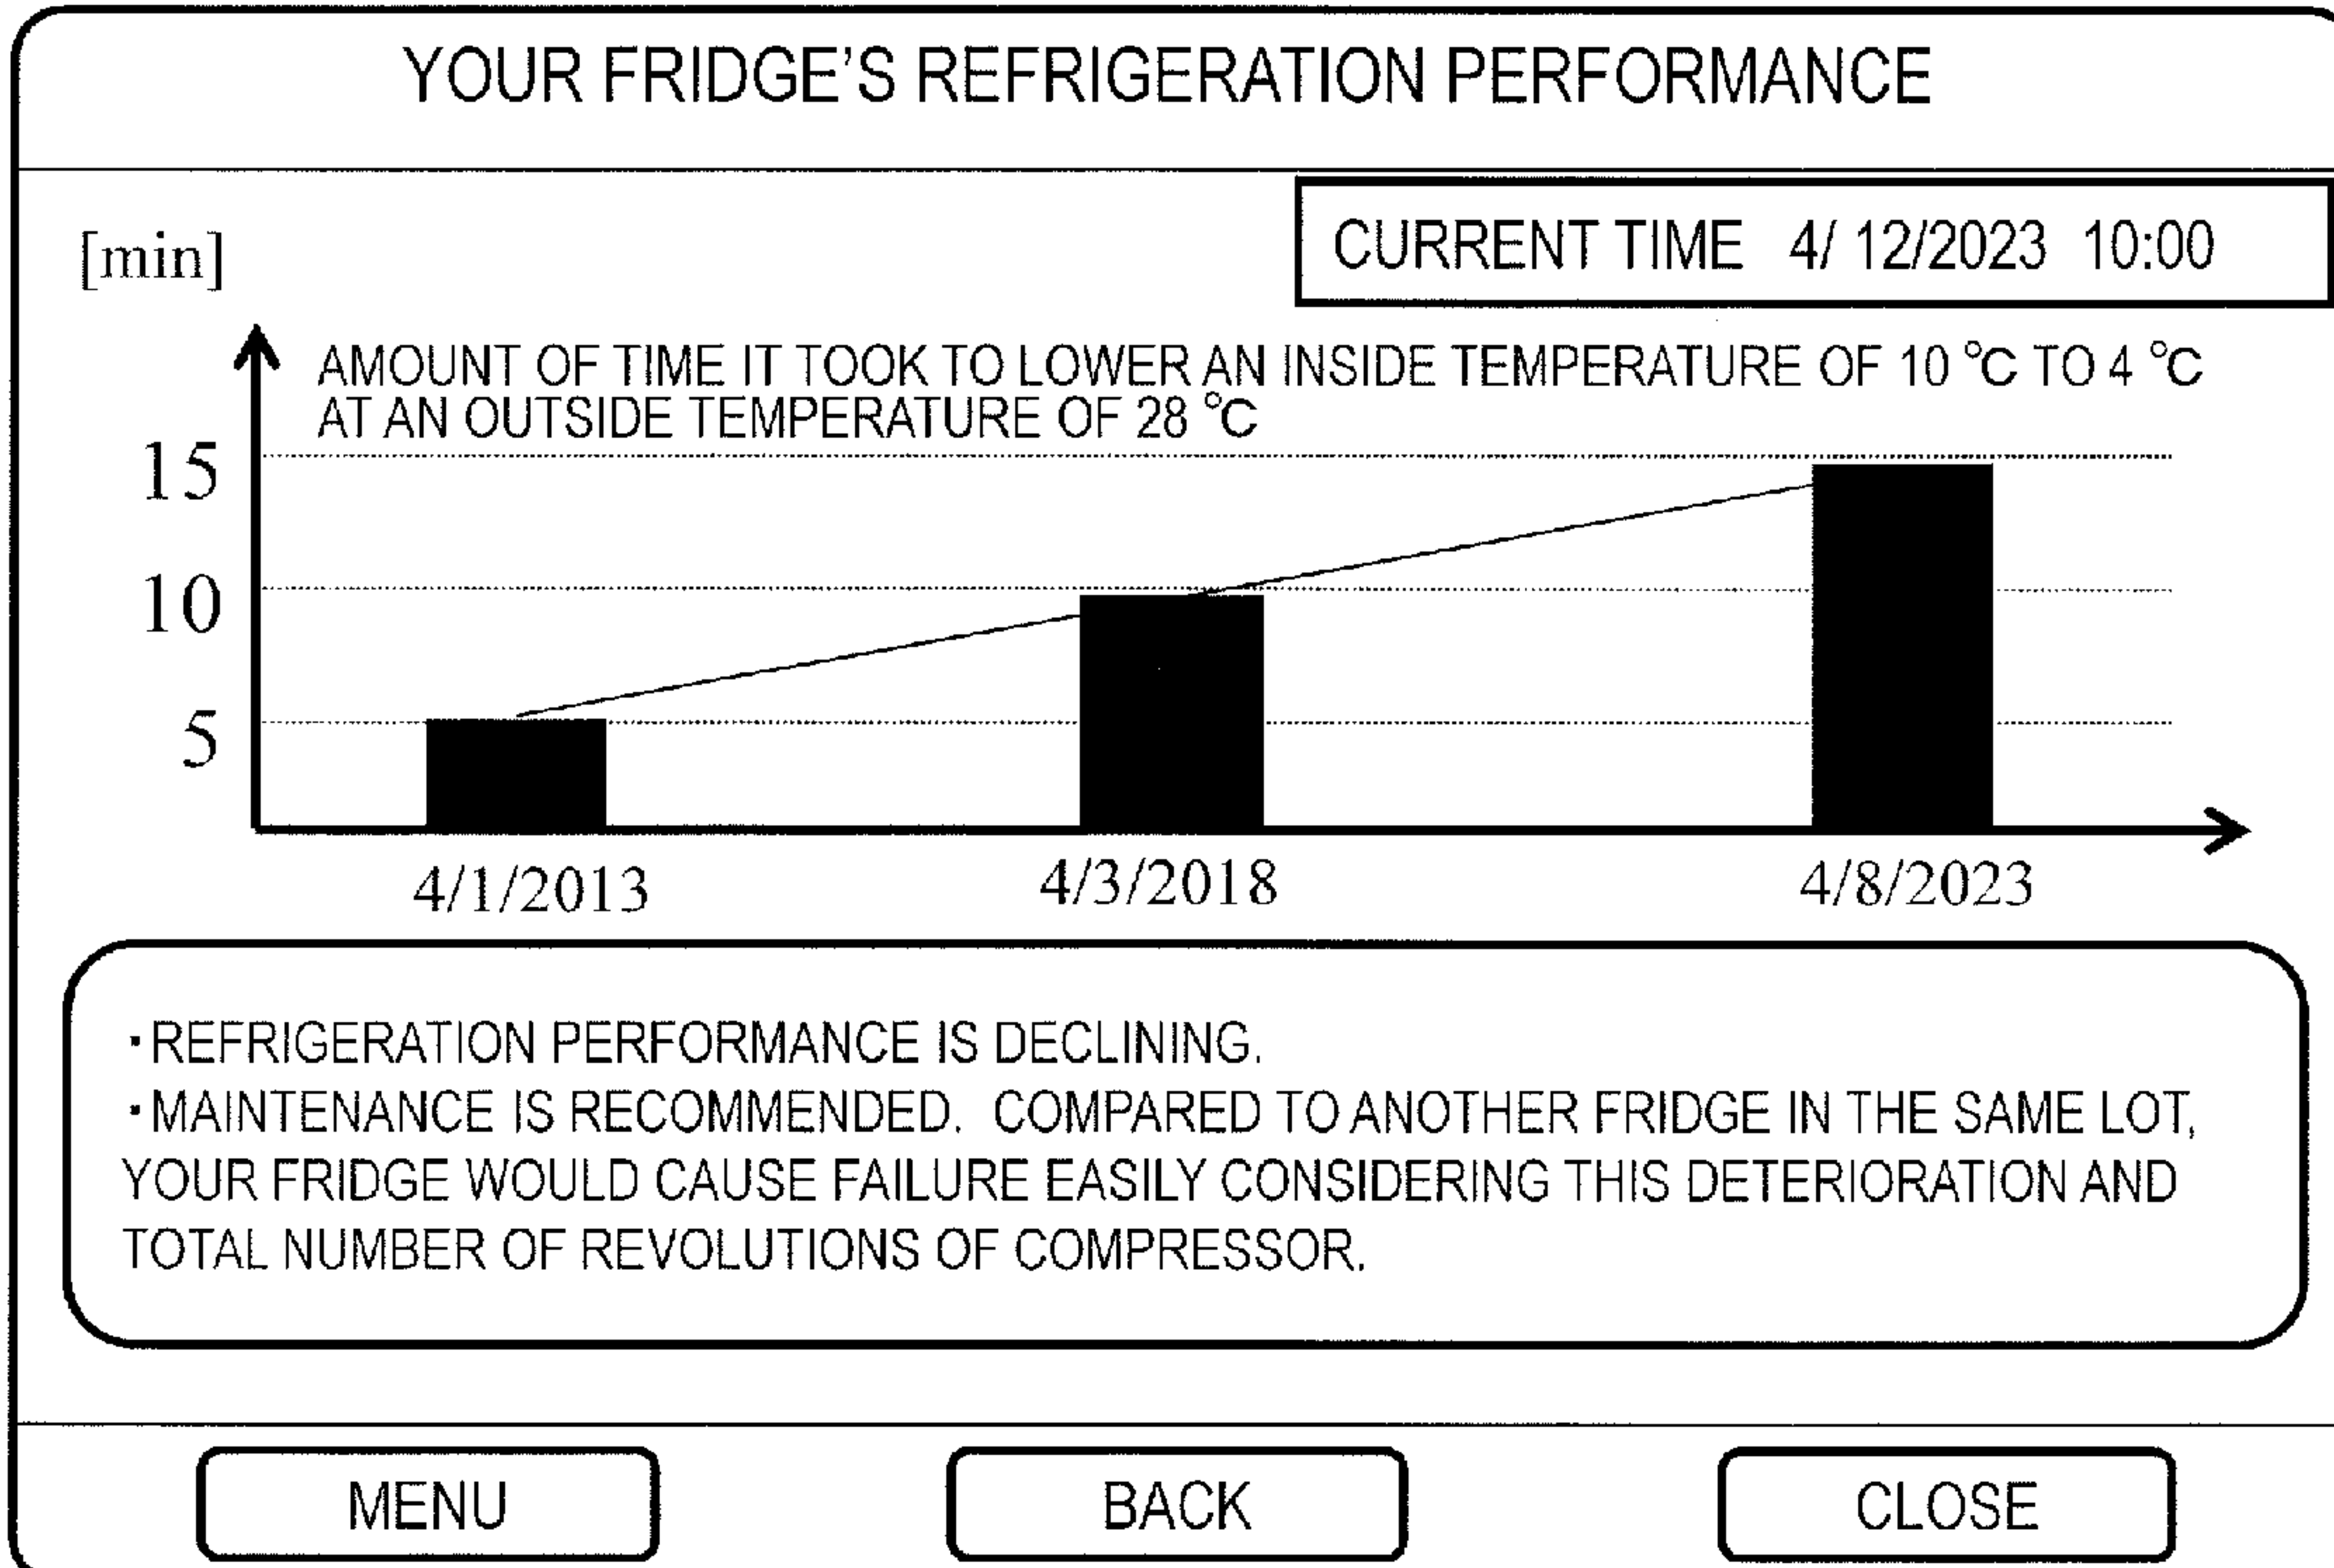 YOUR FRIDGE'S REFRIGERATION PERFORMANCE
CURRENT TIME 4/ 12/2023 10:00
[min]
AMOUNT OF TIME IT TOOK TO LOWER AN INSIDE TEMPERATURE OF 10 °C TO 4 °C
AT AN OUTSIDE TEMPERATURE OF 28 °C
15
10
5
4/1/2013
4/3/2018
4/8/2023
・REFRIGERATION PERFORMANCE IS DECLINING.
・MAINTENANCE IS RECOMMENDED. COMPARED TO ANOTHER FRIDGE IN THE SAME LOT,
YOUR FRIDGE WOULD CAUSE FAILURE EASILY CONSIDERING THIS DETERIORATION AND
TOTAL NUMBER OF REVOLUTIONS OF COMPRESSOR.
MENU
BACK
CLOSE